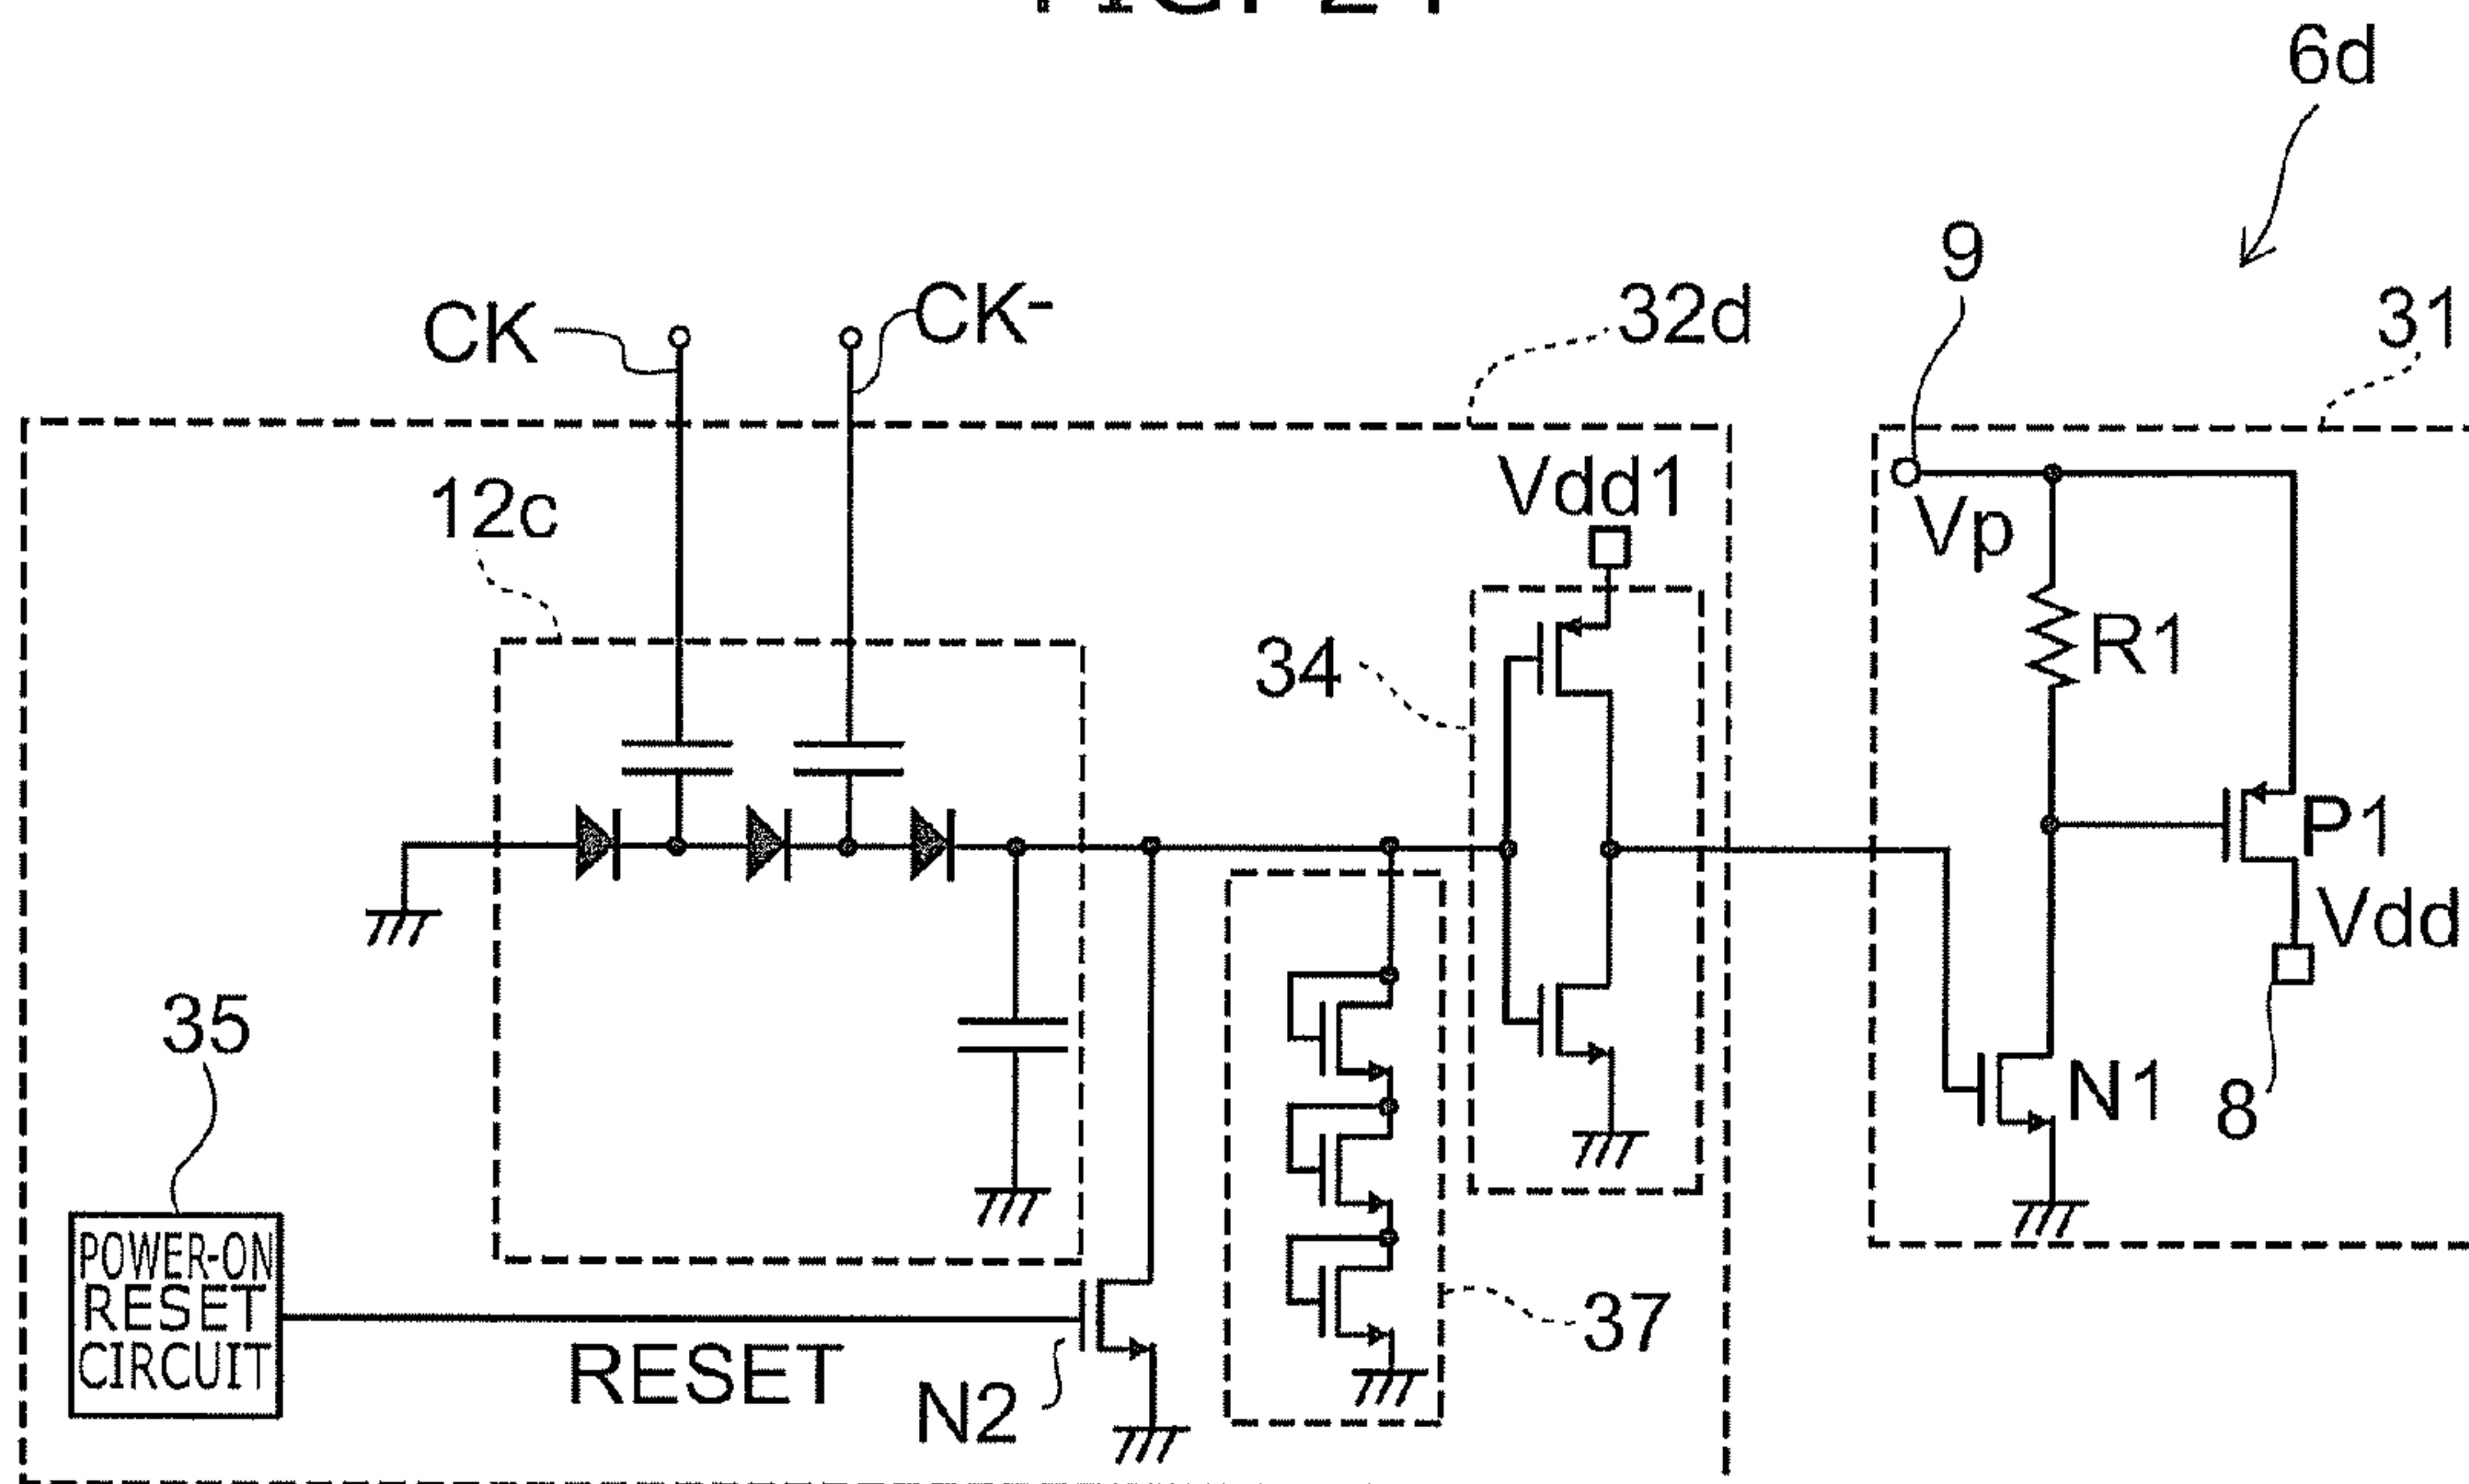 6d
9
31
CK
CK-
32d
12c
Vdd1
Vp
34
R1
P1
Vdd
35
N1
8
POWER-ON
RESET
CIRCUIT
37
RESET
N2